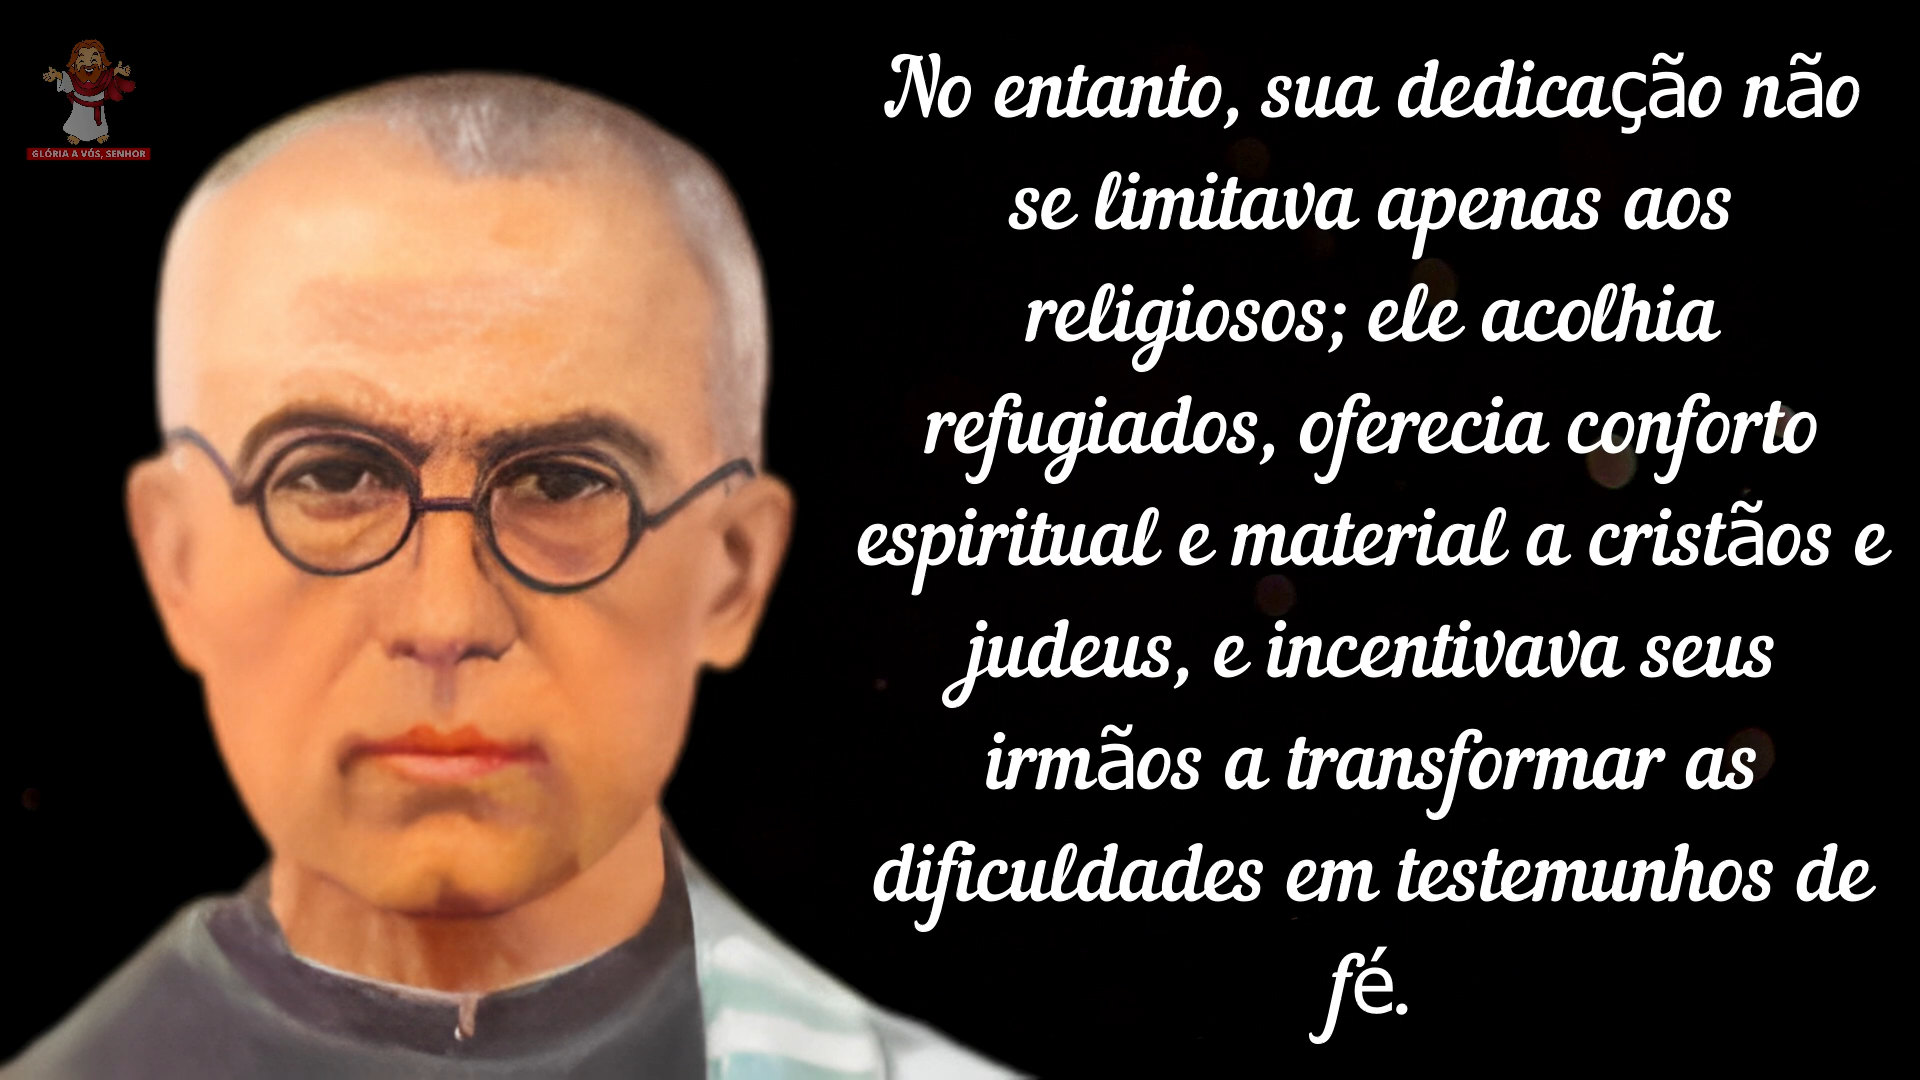 GLÓRIA A VÓS, SENHOR
No entanto, sua dedicação não
se limitava apenas aos
religiosos; ele acolhia
refugiados, oferecia conforto
espiritual e material a cristãos e
judeus, e incentivava seus
irmãos a transformar as
dificuldades em testemunhos de
fé.